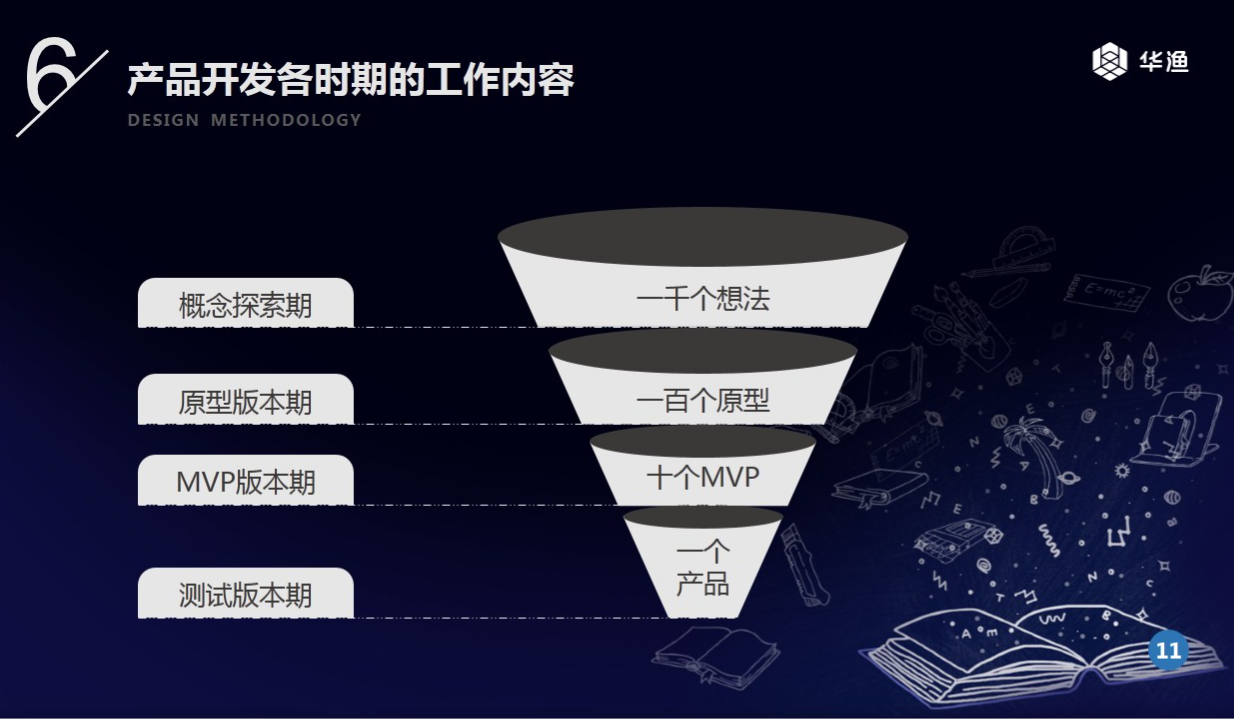 6
产品开发各时期的工作内容
DESIGN METHODOLOGY
华渔
概念探索期
一千个想法
原型版本期
一百个原型
MVP版本期
十个MVP
测试版本期
一个
产品
11